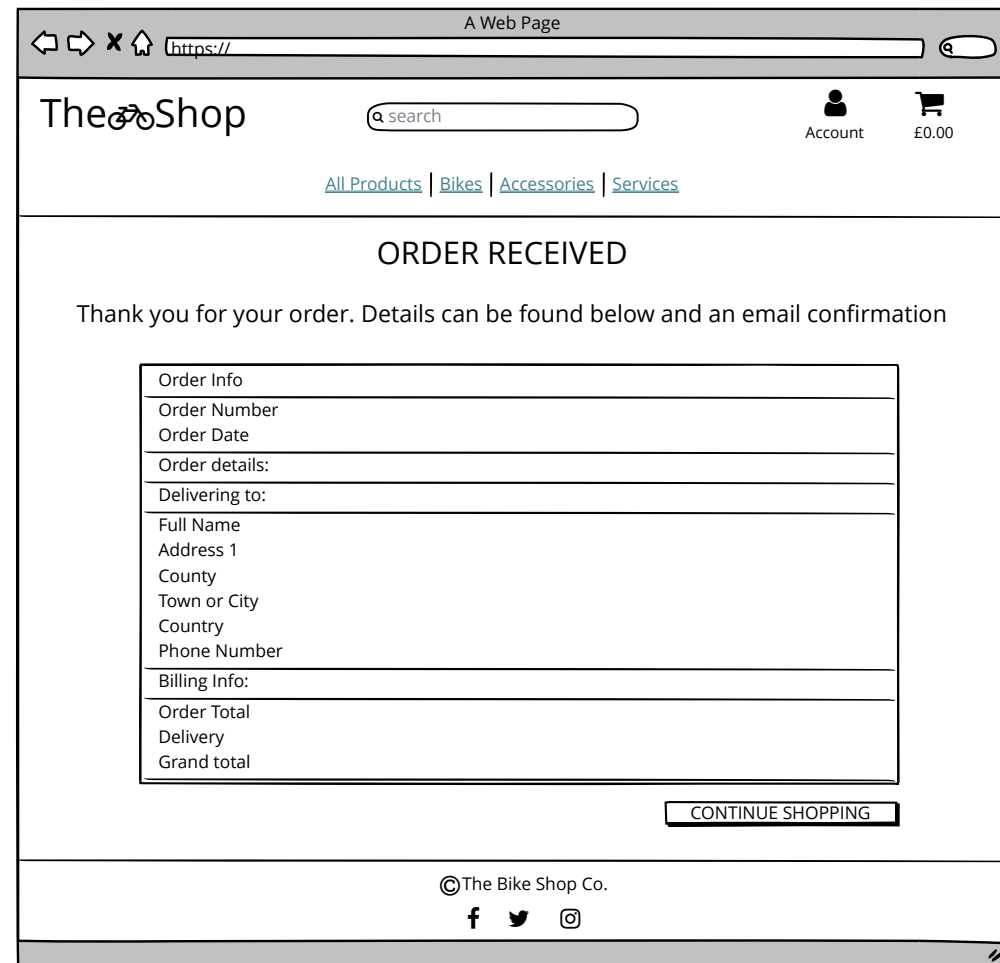 A Web Page
https://
The Shop
search
Account
£0.00
All Products | Bikes | Accessories | Services
ORDER RECEIVED
Thank you for your order. Details can be found below and an email confirmation
Order Info
Order Number
Order Date
Order details:
Delivering to:
Full Name
Address 1
County
Town or City
Country
Phone Number
Billing Info:
Order Total
Delivery
Grand total
CONTINUE SHOPPING
©The Bike Shop Co.